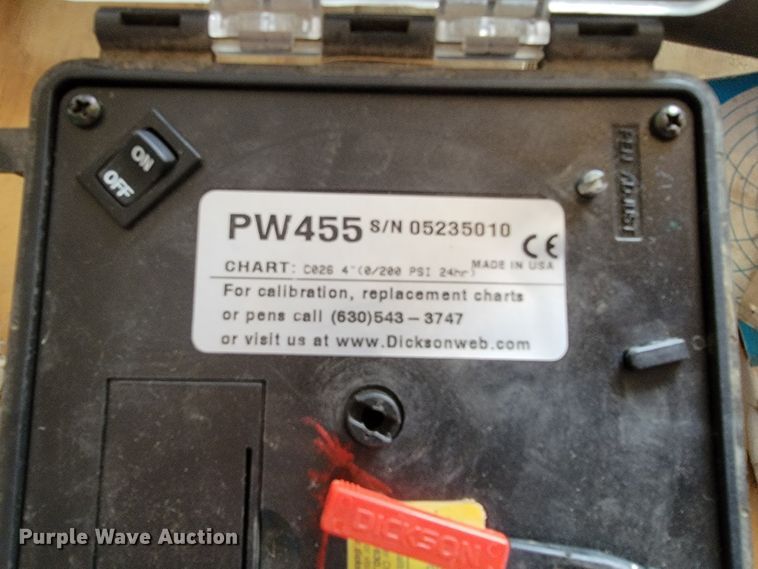 ON
OFF
PEN ADJUST
PW455 S/N 05235010
CE
CHART: C026 4"(0/200 PSI 24hr) MADE IN USA
For calibration, replacement charts
or pens call (630)543-3747
or visit us at www.Dicksonweb.com
DICKSON
Purple Wave Auction